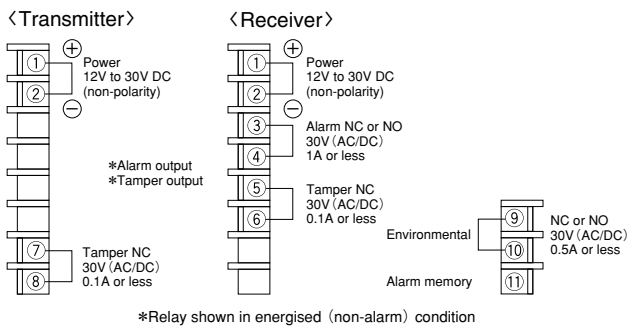 〈Transmitter〉
〈Receiver〉
① Power
12V to 30V DC
② (non-polarity)
+
−
*Alarm output
*Tamper output
⑦ Tamper NC
30V (AC/DC)
⑧ 0.1A or less
① Power
12V to 30V DC
② (non-polarity)
+
−
③ Alarm NC or NO
30V (AC/DC)
④ 1A or less
⑤ Tamper NC
30V (AC/DC)
⑥ 0.1A or less
Environmental
⑨ NC or NO
30V (AC/DC)
⑩ 0.5A or less
Alarm memory ⑪
*Relay shown in energised (non-alarm) condition